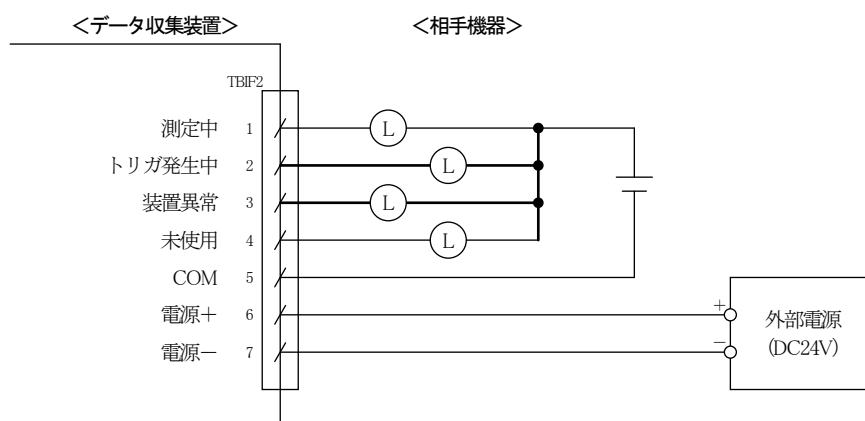 <データ収集装置>
<相手機器>
TBIF2
測定中 1 L
トリガ発生中 2 L
装置異常 3 L
未使用 4 L
COM 5
電源＋ 6 +
電源－ 7 －
外部電源
(DC24V)